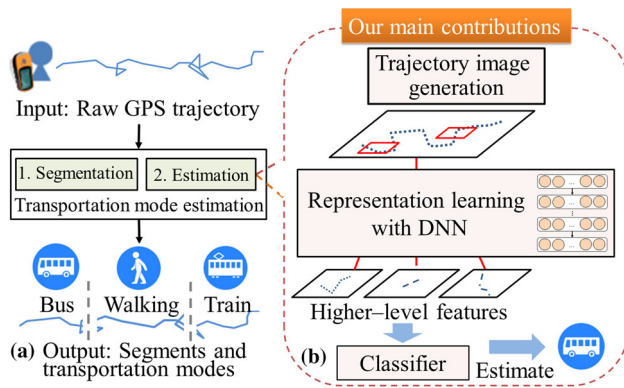 Our main contributions
Input: Raw GPS trajectory
1. Segmentation
2. Estimation
Transportation mode estimation
Bus
Walking
Train
(a) Output: Segments and
transportation modes
Trajectory image
generation
Representation learning
with DNN
...
...
...
...
Higher–level features
(b)
Classifier
Estimate